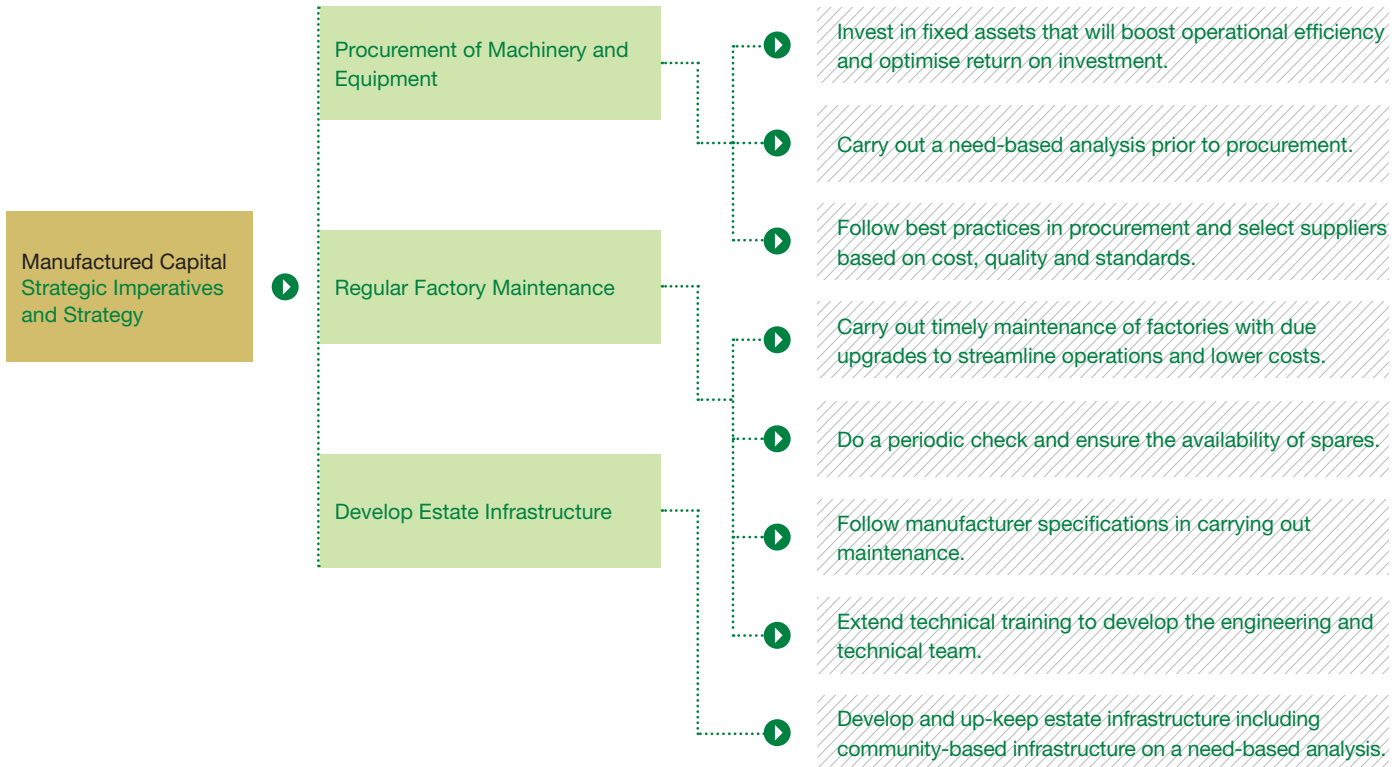 Manufactured Capital
Strategic Imperatives
and Strategy
Procurement of Machinery and
Equipment
Invest in fixed assets that will boost operational efficiency
and optimise return on investment.
Carry out a need-based analysis prior to procurement.
Follow best practices in procurement and select suppliers
based on cost, quality and standards.
Regular Factory Maintenance
Carry out timely maintenance of factories with due
upgrades to streamline operations and lower costs.
Do a periodic check and ensure the availability of spares.
Follow manufacturer specifications in carrying out
maintenance.
Extend technical training to develop the engineering and
technical team.
Develop Estate Infrastructure
Develop and up-keep estate infrastructure including
community-based infrastructure on a need-based analysis.